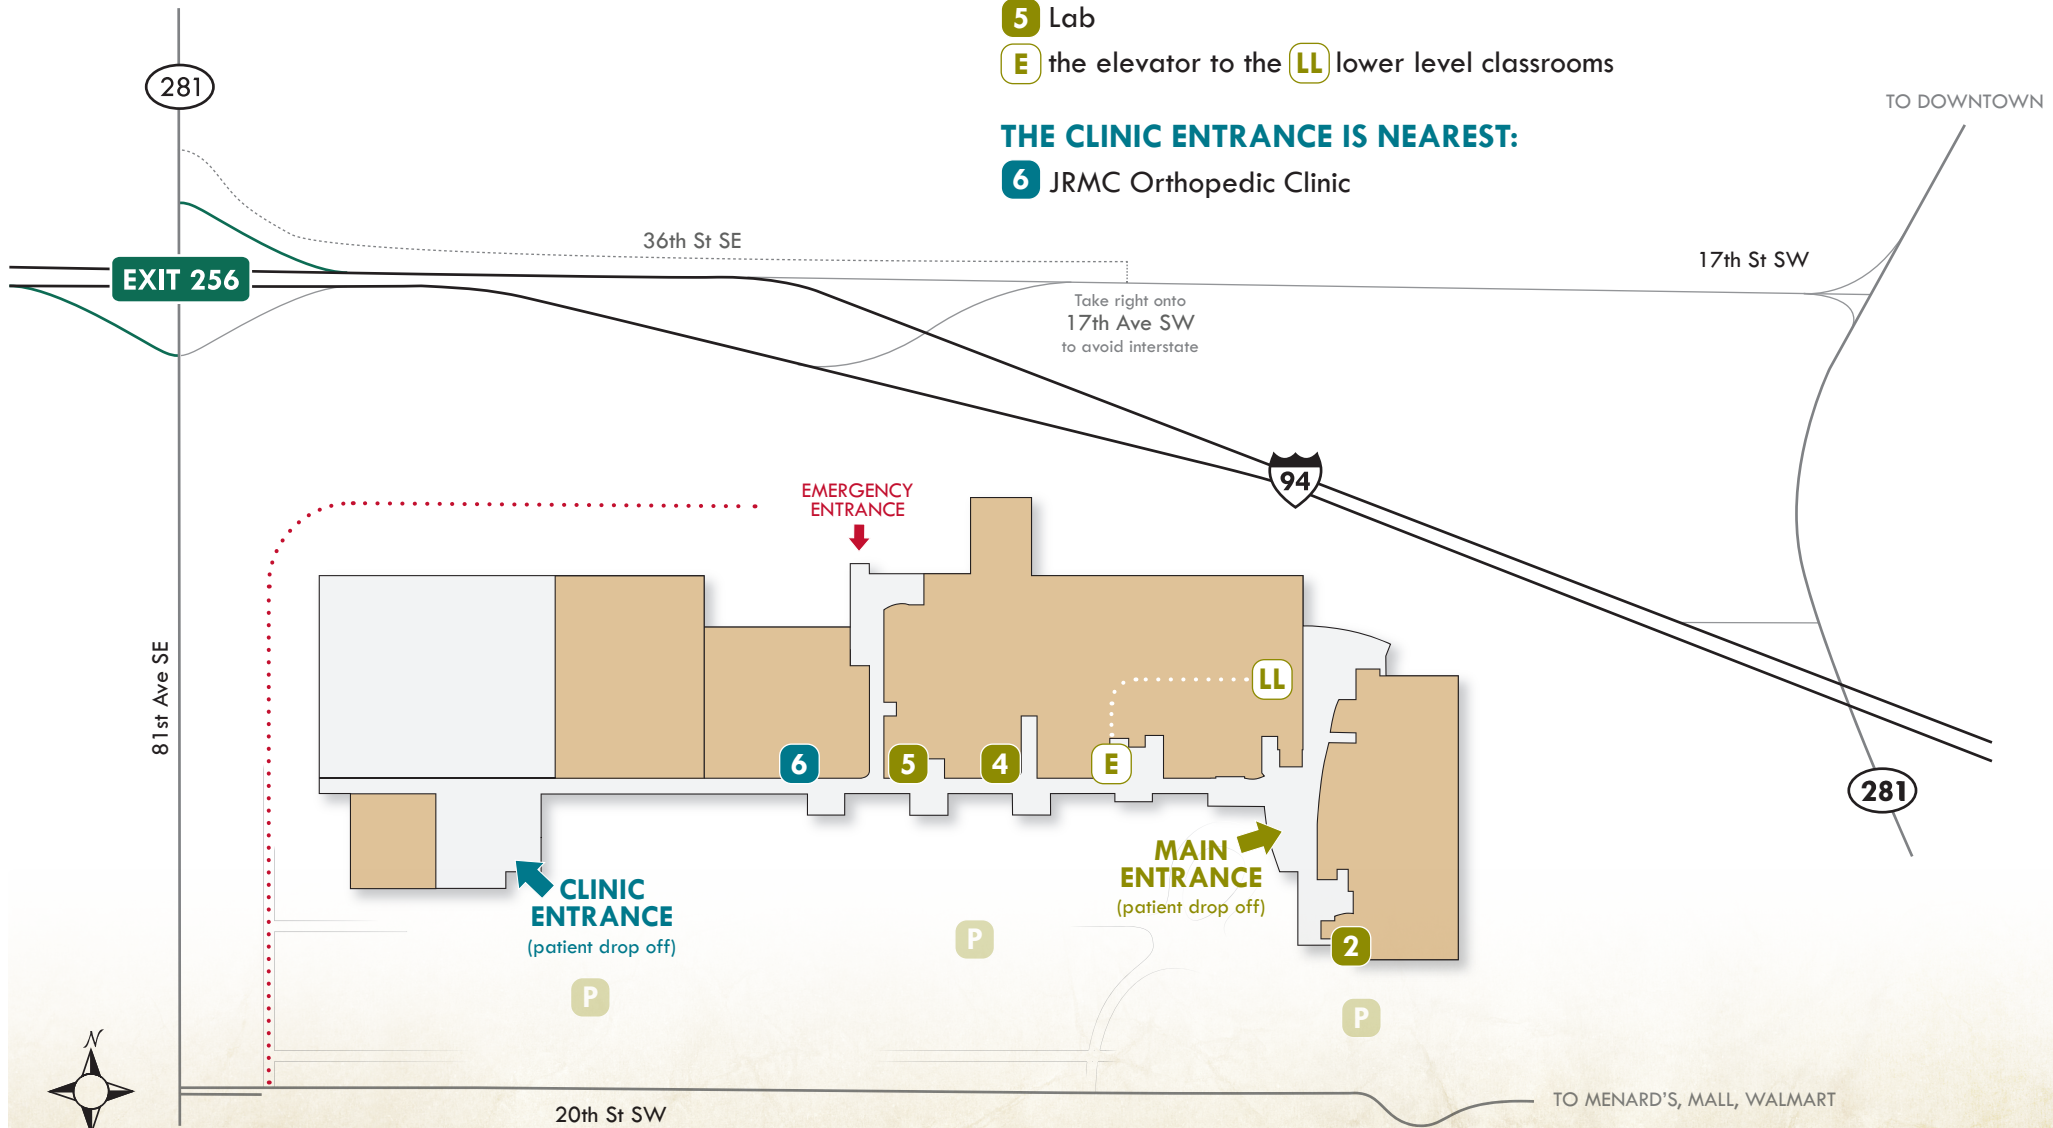 5 Lab
E the elevator to the LL lower level classrooms
THE CLINIC ENTRANCE IS NEAREST:
6 JRMC Orthopedic Clinic
281
TO DOWNTOWN
EXIT 256
36th St SE
17th St SW
Take right onto
17th Ave SW
to avoid interstate
94
EMERGENCY
ENTRANCE
81st Ave SE
LL
6
5
4
E
281
MAIN
ENTRANCE
(patient drop off)
CLINIC
ENTRANCE
(patient drop off)
2
P
P
P
N
20th St SW
TO MENARD'S, MALL, WALMART